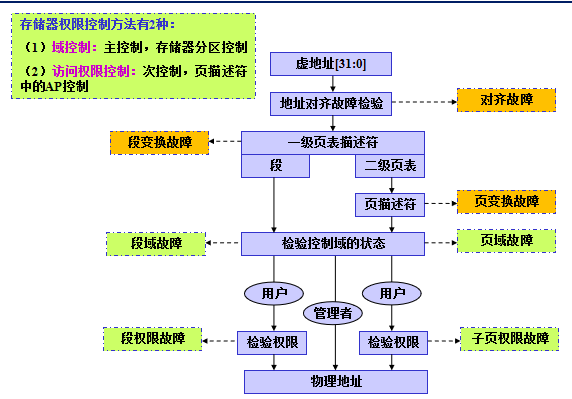 存储器权限控制方法有2种：
（1）域控制：主控制，存储器分区控制
（2）访问权限控制：次控制，页描述符
中的AP控制
虚地址[31:0]
地址对齐故障检验
对齐故障
段变换故障
一级页表描述符
段
二级页表
页描述符
页变换故障
段域故障
检验控制域的状态
页域故障
用户
管理者
用户
段权限故障
检验权限
检验权限
子页权限故障
物理地址